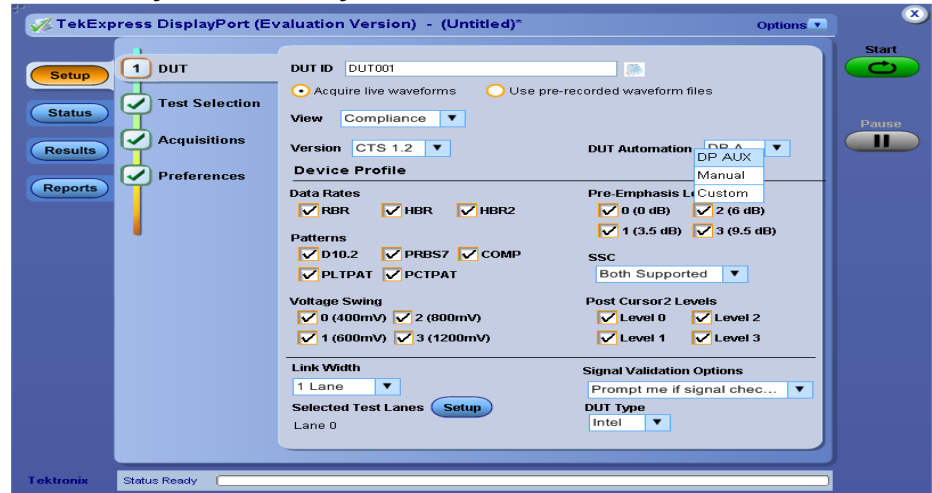 TekExpress DisplayPort (Evaluation Version) - (Untitled)*
Options
Start
Setup
1 DUT
DUT ID DUT001
Acquire live waveforms Use pre-recorded waveform files
Status
Test Selection
View Compliance
Pause
Results
Acquisitions
Version CTS 1.2
DUT Automation
DP AUX
Manual
Custom
Preferences
Device Profile
Reports
Data Rates
RBR HBR HBR2
Pre-Emphasis
0 (0 dB) 2 (6 dB)
1 (3.5 dB) 3 (9.5 dB)
Patterns
D10.2 PRBS7 COMP
PLTPAT PCTPAT
SSC
Both Supported
Voltage Swing
0 (400mV) 2 (800mV)
1 (600mV) 3 (1200mV)
Post Cursor2 Levels
Level 0 Level 2
Level 1 Level 3
Link Width
1 Lane
Signal Validation Options
Prompt me if signal chec...
Selected Test Lanes Setup
Lane 0
DUT Type
Intel
Tektronix
Status Ready